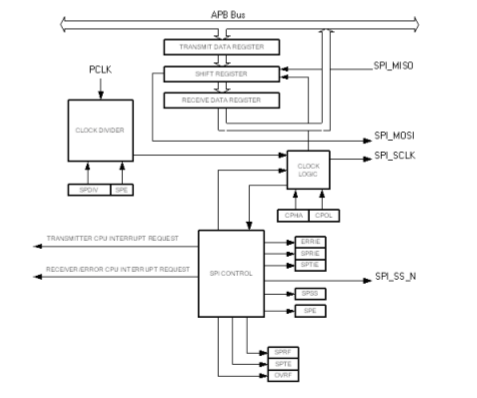 APB Bus
TRANSMIT DATA REGISTER
PCLK
SHIFT REGISTER
SPI_MISO
RECEIVE DATA REGISTER
CLOCK DIVIDER
SPI_MOSI
SPI_SCLK
CLOCK
LOGIC
SPDIV
SPE
CPHA
CPOL
TRANSMITTER CPU INTERRUPT REQUEST
ERRIE
SPRIE
SPTIE
RECEIVER/ERROR CPU INTERRUPT REQUEST
SPI CONTROL
SPI_SS_N
SPSS
SPE
SPRF
SPTE
OVRF